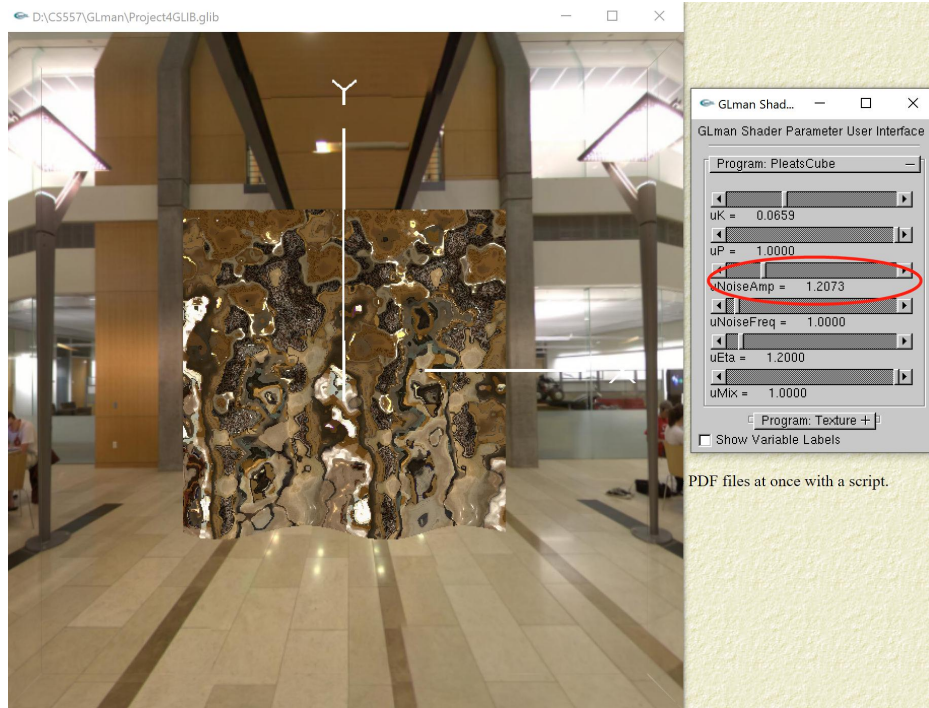 D:\CS557\GLman\Project4GLIB.glib
Y
X
GLman Shad...
GLman Shader Parameter User Interface
Program: PleatsCube
uK = 0.0659
uP = 1.0000
uNoiseAmp = 1.2073
uNoiseFreq = 1.0000
uEta = 1.2000
uMix = 1.0000
Program: Texture +
Show Variable Labels
PDF files at once with a script.